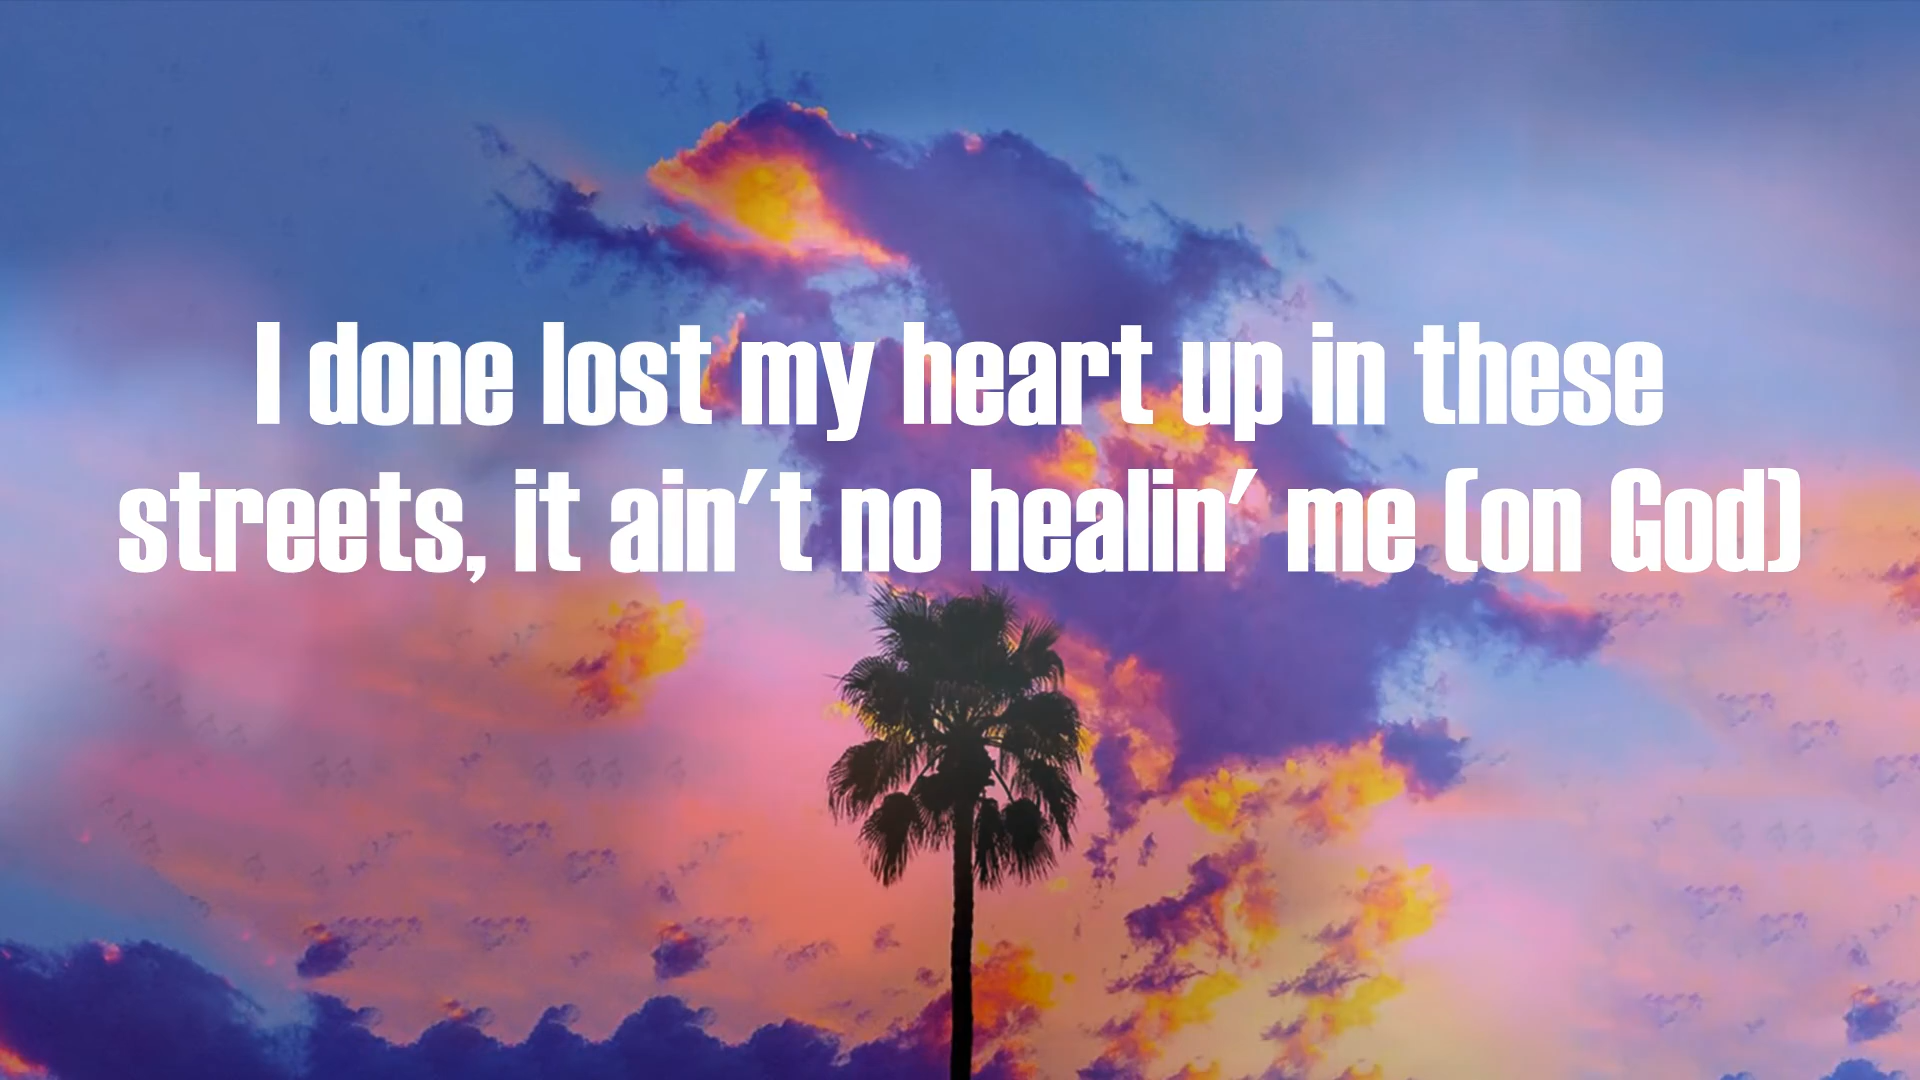 I done lost my heart up in these
streets, it ain't no healin' me (on God)